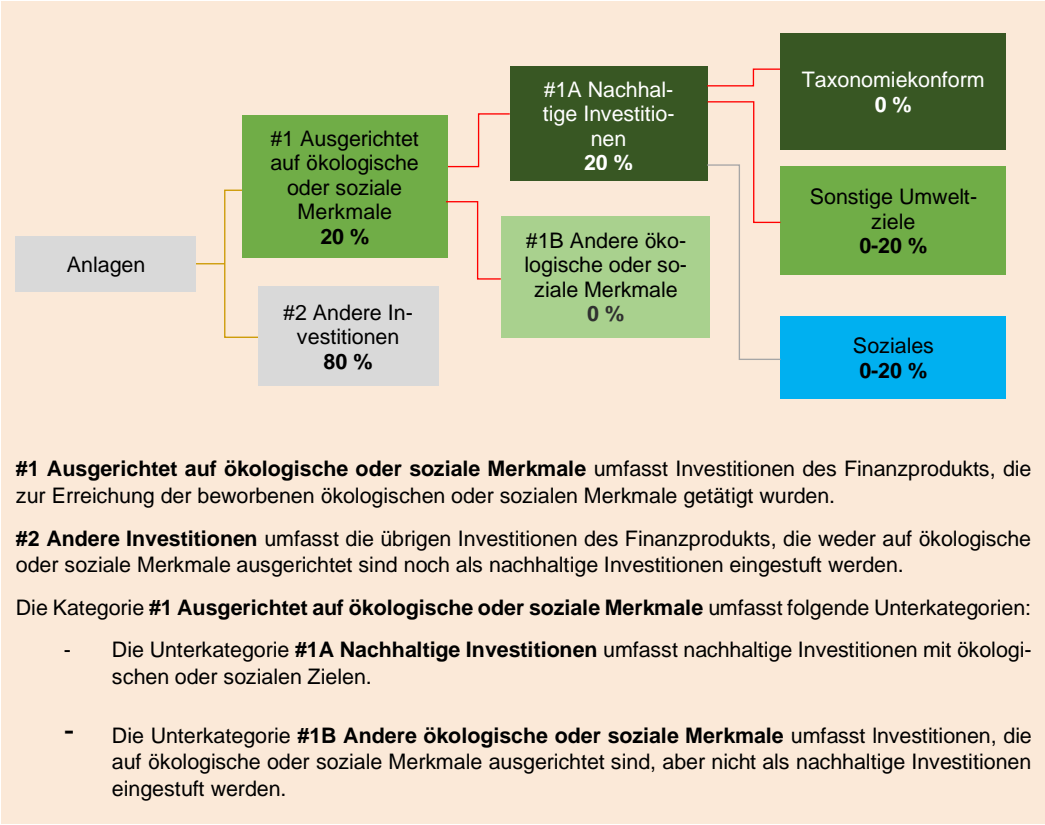 Anlagen
#1 Ausgerichtet
auf ökologische
oder soziale
Merkmale
20 %
#2 Andere In-
vestitionen
80 %
#1A Nachhal-
tige Investitio-
nen
20 %
#1B Andere öko-
logische oder so-
ziale Merkmale
0 %
Taxonomiekonform
0 %
Sonstige Umwelt-
ziele
0-20 %
Soziales
0-20 %
#1 Ausgerichtet auf ökologische oder soziale Merkmale umfasst Investitionen des Finanzprodukts, die
zur Erreichung der beworbenen ökologischen oder sozialen Merkmale getätigt wurden.
#2 Andere Investitionen umfasst die übrigen Investitionen des Finanzprodukts, die weder auf ökologische
oder soziale Merkmale ausgerichtet sind noch als nachhaltige Investitionen eingestuft werden.
Die Kategorie #1 Ausgerichtet auf ökologische oder soziale Merkmale umfasst folgende Unterkategorien:
- Die Unterkategorie #1A Nachhaltige Investitionen umfasst nachhaltige Investitionen mit ökologi-
schen oder sozialen Zielen.
- Die Unterkategorie #1B Andere ökologische oder soziale Merkmale umfasst Investitionen, die
auf ökologische oder soziale Merkmale ausgerichtet sind, aber nicht als nachhaltige Investitionen
eingestuft werden.